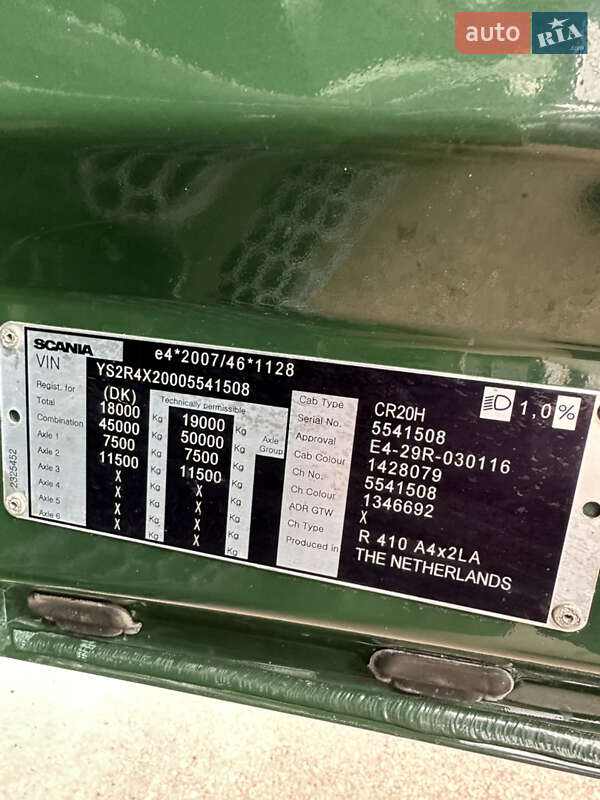 auto RIA.com
SCANIA e4*2007/46*1128
VIN YS2R4X20005541508
Regist. for (DK) Technically permissible
Total 18000 Kg 19000 Kg
Combination 45000 Kg 50000 Kg Axle Group
Axle 1 7500 Kg 7500 Kg
Axle 2 11500 Kg 11500 Kg
Axle 3 X Kg X Kg
Axle 4 X Kg X Kg
Axle 5 X Kg X Kg
Axle 6 X Kg X Kg
2325452
Cab Type CR20H
Serial No. 5541508
Approval E4-29R-030116
Cab Colour 1428079
Ch No. 5541508
Ch Colour 1346692
ADR GTW X
Ch Type R 410 A4x2LA
Produced in THE NETHERLANDS
1,0%